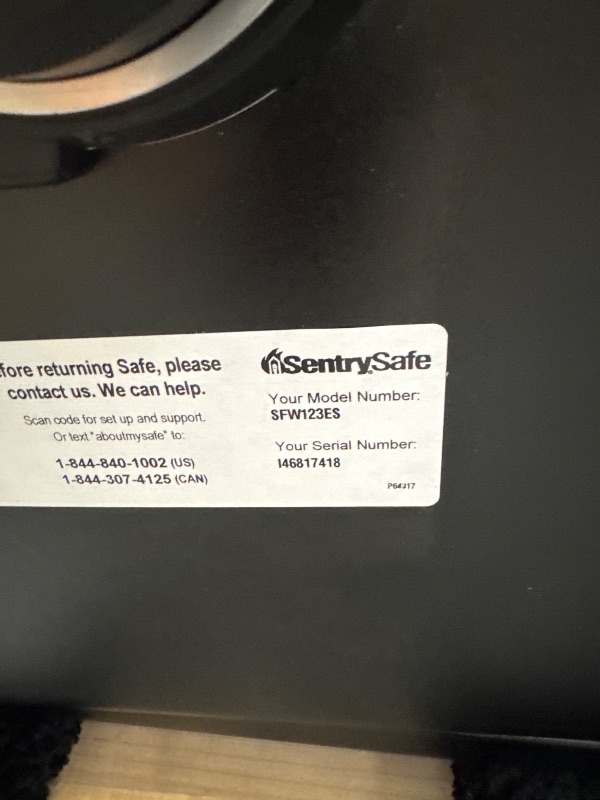 fore returning Safe, please
contact us. We can help.
Scan code for set up and support.
Or text "aboutmysafe" to:
1-844-840-1002 (US)
1-844-307-4125 (CAN)
SentrySafe
Your Model Number:
SFW123ES
Your Serial Number:
I46817418
P64317